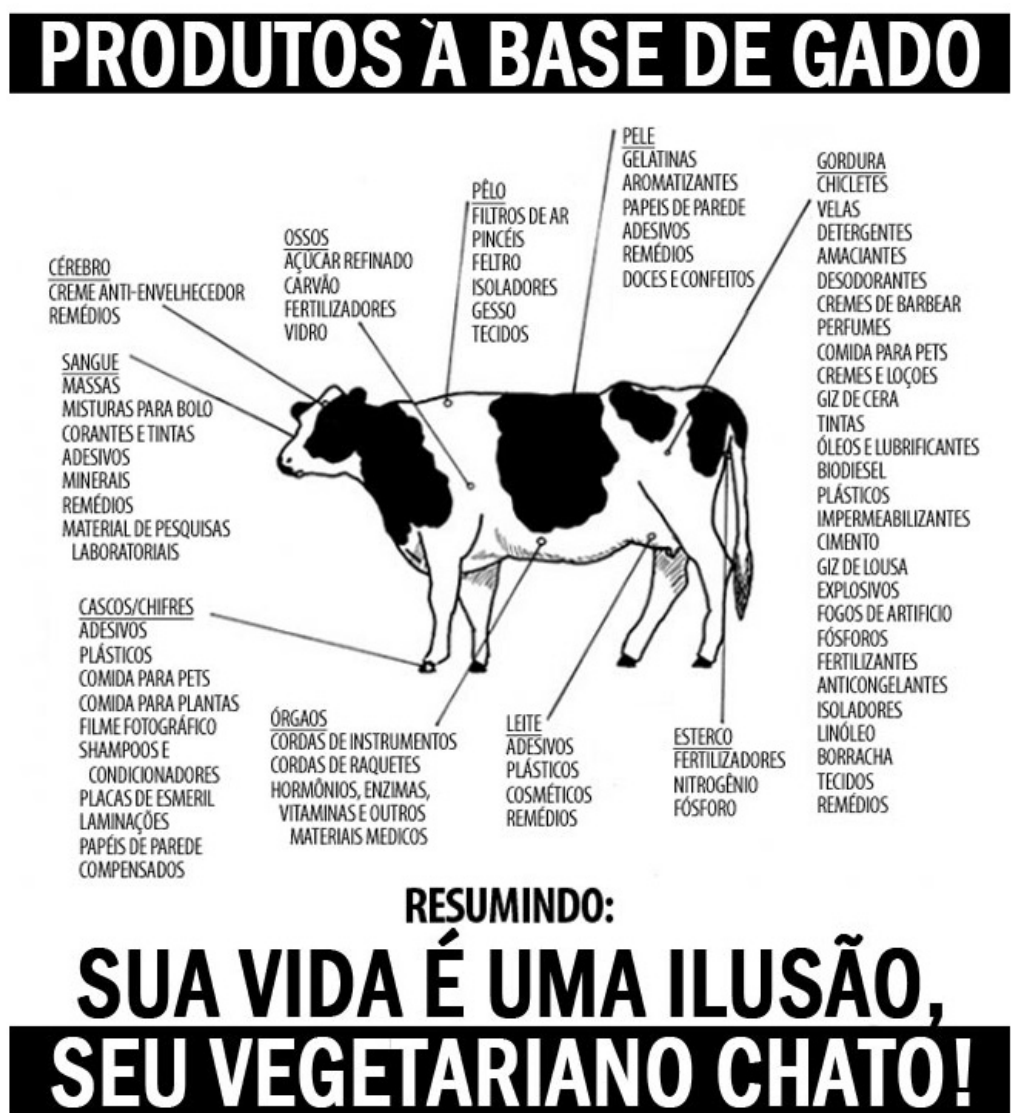 PRODUTOS À BASE DE GADO
CÉREBRO
CREME ANTI-ENVELHECEDOR
REMÉDIOS
SANGUE
MASSAS
MISTURAS PARA BOLO
CORANTES E TINTAS
ADESIVOS
MINERAIS
REMÉDIOS
MATERIAL DE PESQUISAS
LABORATORIAIS
CASCOS/CHIFRES
ADESIVOS
PLÁSTICOS
COMIDA PARA PETS
COMIDA PARA PLANTAS
FILME FOTOGRÁFICO
SHAMPOOS E
CONDICIONADORES
PLACAS DE ESMERIL
LAMINAÇÕES
PAPÉIS DE PAREDE
COMPENSADOS
OSSOS
AÇÚCAR REFINADO
CARVÃO
FERTILIZADORES
VIDRO
PÊLO
FILTROS DE AR
PINCÉIS
FELTRO
ISOLADORES
GESSO
TECIDOS
PELE
GELATINAS
AROMATIZANTES
PAPEIS DE PAREDE
ADESIVOS
REMÉDIOS
DOCES E CONFEITOS
GORDURA
CHICLETES
VELAS
DETERGENTES
AMACIANTES
DESODORANTES
CREMES DE BARBEAR
PERFUMES
COMIDA PARA PETS
CREMES E LOÇOES
GIZ DE CERA
TINTAS
ÓLEOS E LUBRIFICANTES
BIODIESEL
PLÁSTICOS
IMPERMEABILIZANTES
CIMENTO
GIZ DE LOUSA
EXPLOSIVOS
FOGOS DE ARTIFICIO
FÓSFOROS
FERTILIZANTES
ANTICONGELANTES
ISOLADORES
LINÓLEO
BORRACHA
TECIDOS
REMÉDIOS
ÓRGAOS
CORDAS DE INSTRUMENTOS
CORDAS DE RAQUETES
HORMÔNIOS, ENZIMAS,
VITAMINAS E OUTROS
MATERIAIS MEDICOS
LEITE
ADESIVOS
PLÁSTICOS
COSMÉTICOS
REMÉDIOS
ESTERCO
FERTILIZADORES
NITROGÊNIO
FÓSFORO
RESUMINDO:
SUA VIDA É UMA ILUSÃO,
SEU VEGETARIANO CHATO!